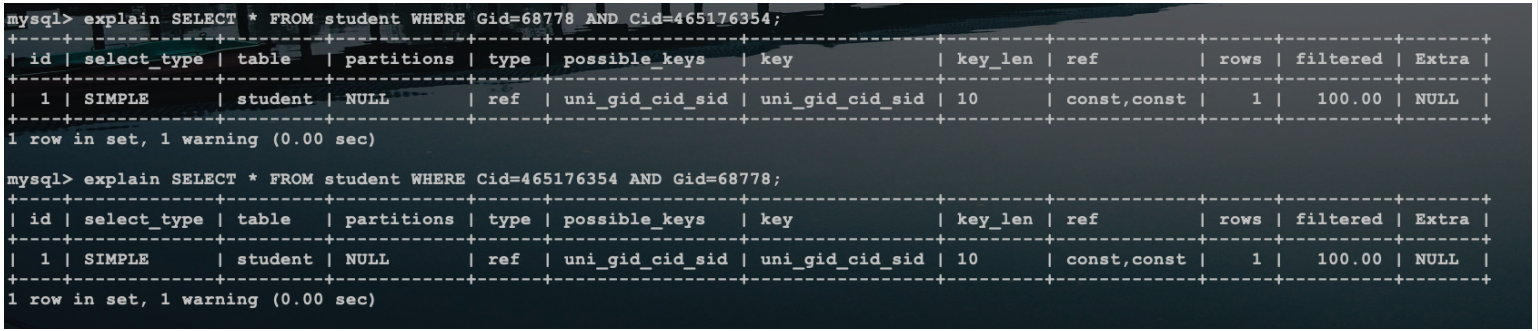 mysql> explain SELECT * FROM student WHERE Gid=68778 AND Cid=465176354;
+----+-------------+---------+------------+------+-----------------+-----------------+---------+-------------+------+----------+-------+
| id | select_type | table   | partitions | type | possible_keys   | key             | key_len | ref         | rows | filtered | Extra |
+----+-------------+---------+------------+------+-----------------+-----------------+---------+-------------+------+----------+-------+
|  1 | SIMPLE      | student | NULL       | ref  | uni_gid_cid_sid | uni_gid_cid_sid | 10      | const,const |    1 |   100.00 | NULL  |
+----+-------------+---------+------------+------+-----------------+-----------------+---------+-------------+------+----------+-------+
1 row in set, 1 warning (0.00 sec)
mysql> explain SELECT * FROM student WHERE Cid=465176354 AND Gid=68778;
+----+-------------+---------+------------+------+-----------------+-----------------+---------+-------------+------+----------+-------+
| id | select_type | table   | partitions | type | possible_keys   | key             | key_len | ref         | rows | filtered | Extra |
+----+-------------+---------+------------+------+-----------------+-----------------+---------+-------------+------+----------+-------+
|  1 | SIMPLE      | student | NULL       | ref  | uni_gid_cid_sid | uni_gid_cid_sid | 10      | const,const |    1 |   100.00 | NULL  |
+----+-------------+---------+------------+------+-----------------+-----------------+---------+-------------+------+----------+-------+
1 row in set, 1 warning (0.00 sec)